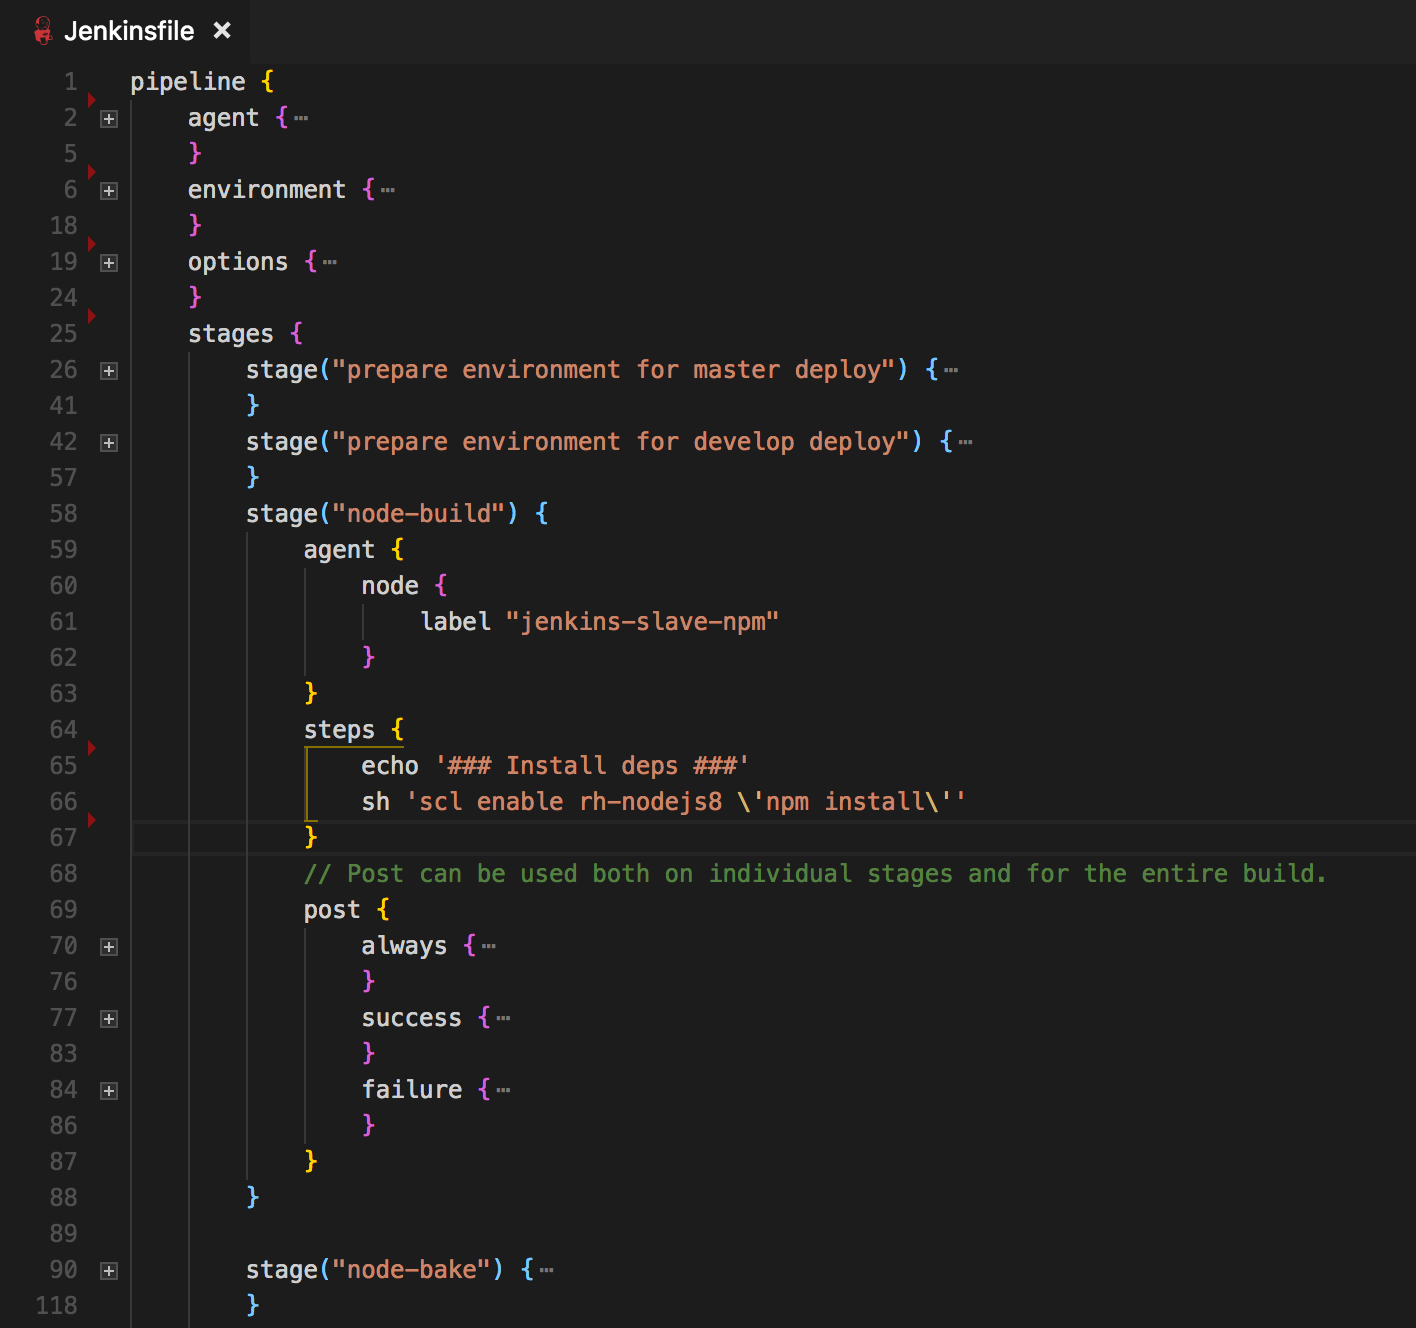 Jenkinsfile ×
1 pipeline {
2 agent {…
5 }
6 environment {…
18 }
19 options {…
24 }
25 stages {
26 stage("prepare environment for master deploy") {…
41 }
42 stage("prepare environment for develop deploy") {…
57 }
58 stage("node-build") {
59 agent {
60 node {
61 label "jenkins-slave-npm"
62 }
63 }
64 steps {
65 echo '### Install deps ###'
66 sh 'scl enable rh-nodejs8 \'npm install\''
67 }
68 // Post can be used both on individual stages and for the entire build.
69 post {
70 always {…
76 }
77 success {…
83 }
84 failure {…
86 }
87 }
88 }
89
90 stage("node-bake") {…
118 }